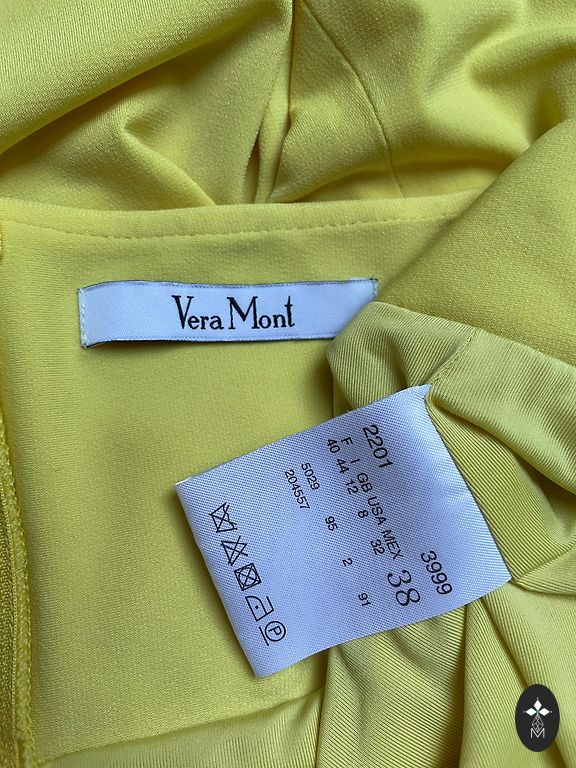 Vera Mont
2201 3999
F I GB USA MEX 38
40 44 12 8 32
5029 95 2 91
204557
P
M